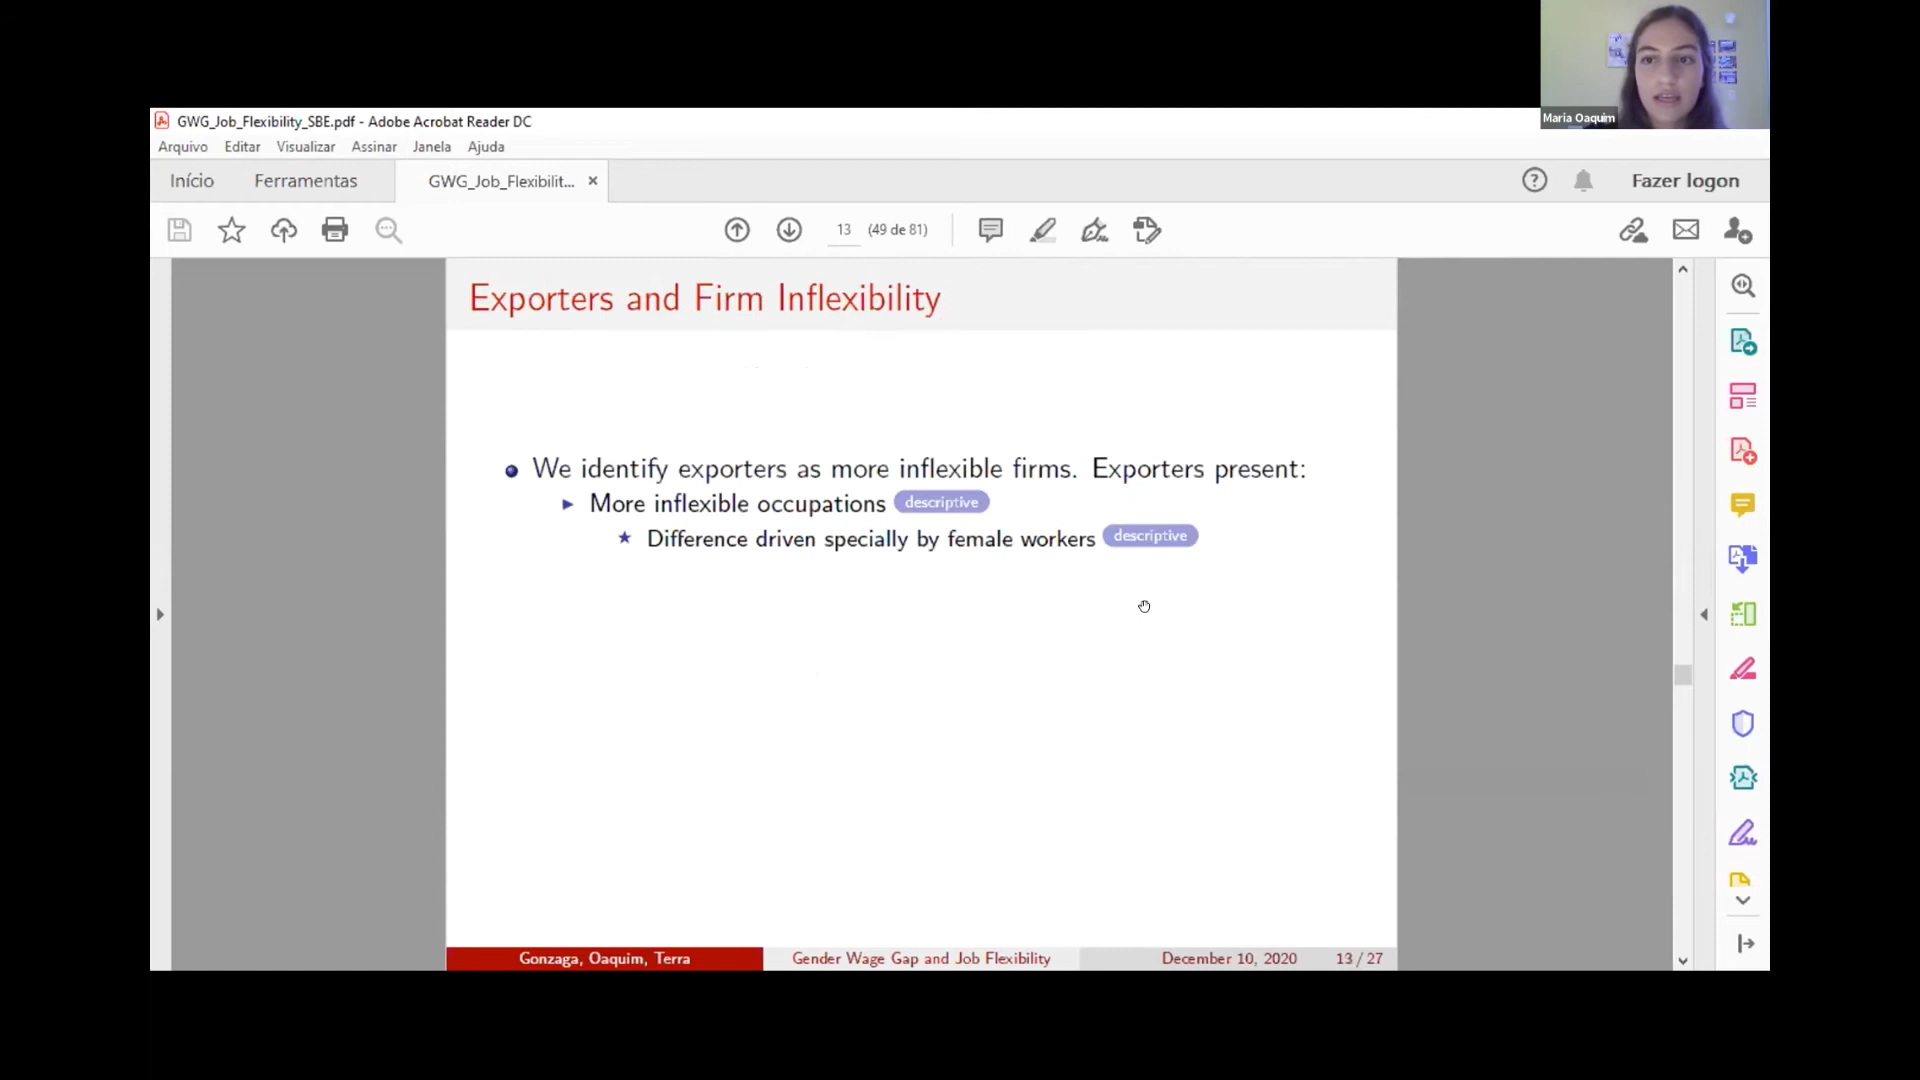 Maria Oaquim
GWG_Job_Flexibility_SBE.pdf - Adobe Acrobat Reader DC
Arquivo Editar Visualizar Assinar Janela Ajuda
Início Ferramentas GWG_Job_Flexibilit... × Fazer logon
13 (49 de 81)
Exporters and Firm Inflexibility
We identify exporters as more inflexible firms. Exporters present:
More inflexible occupations descriptive
Difference driven specially by female workers descriptive
Gonzaga, Oaquim, Terra Gender Wage Gap and Job Flexibility December 10, 2020 13 / 27